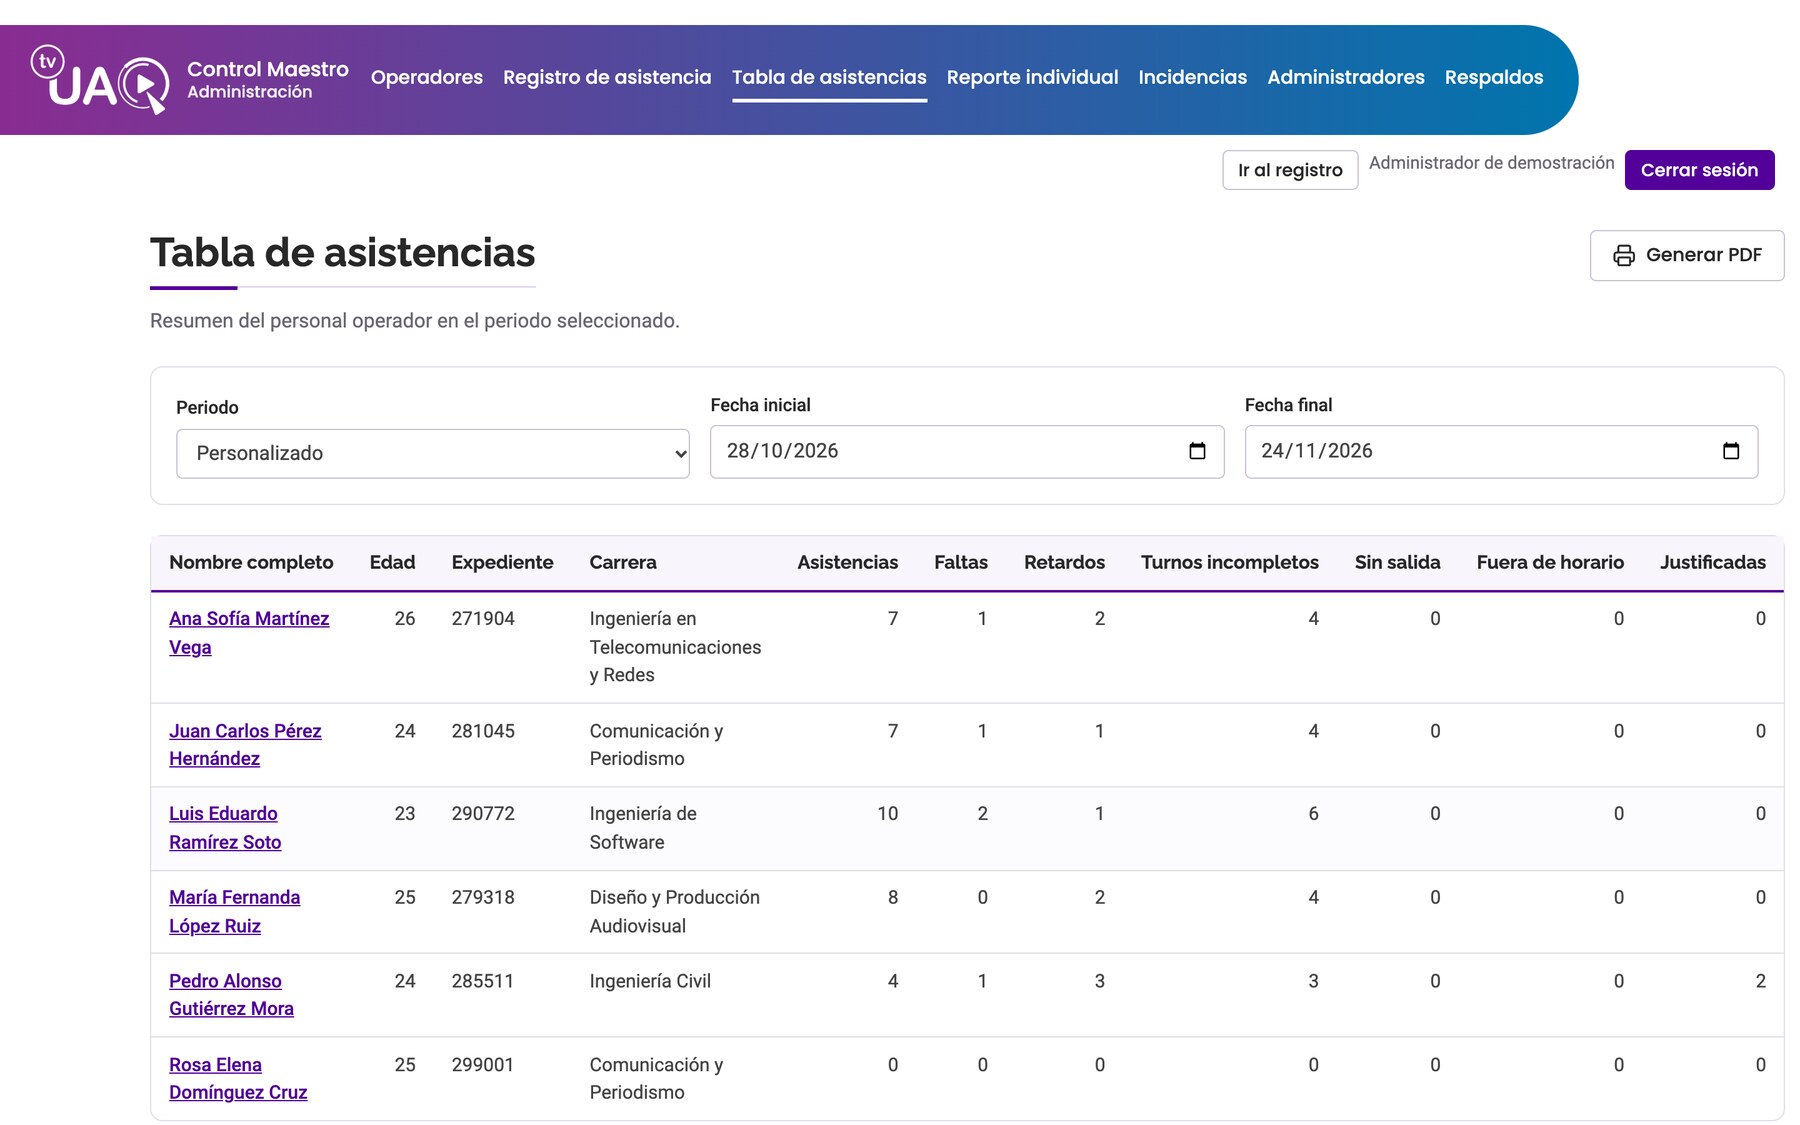 tv UAQ
Control Maestro
Administración
Operadores Registro de asistencia Tabla de asistencias Reporte individual Incidencias Administradores Respaldos
Ir al registro Administrador de demostración Cerrar sesión
Tabla de asistencias
Generar PDF
Resumen del personal operador en el periodo seleccionado.
Periodo Fecha inicial Fecha final
Personalizado 28/10/2026 24/11/2026
Nombre completo Edad Expediente Carrera Asistencias Faltas Retardos Turnos incompletos Sin salida Fuera de horario Justificadas
Ana Sofía Martínez 26 271904 Ingeniería en 7 1 2 4 0 0 0
Vega Telecomunicaciones
y Redes
Juan Carlos Pérez 24 281045 Comunicación y 7 1 1 4 0 0 0
Hernández Periodismo
Luis Eduardo 23 290772 Ingeniería de 10 2 1 6 0 0 0
Ramírez Soto Software
María Fernanda 25 279318 Diseño y Producción 8 0 2 4 0 0 0
López Ruiz Audiovisual
Pedro Alonso 24 285511 Ingeniería Civil 4 1 3 3 0 0 2
Gutiérrez Mora
Rosa Elena 25 299001 Comunicación y 0 0 0 0 0 0 0
Domínguez Cruz Periodismo